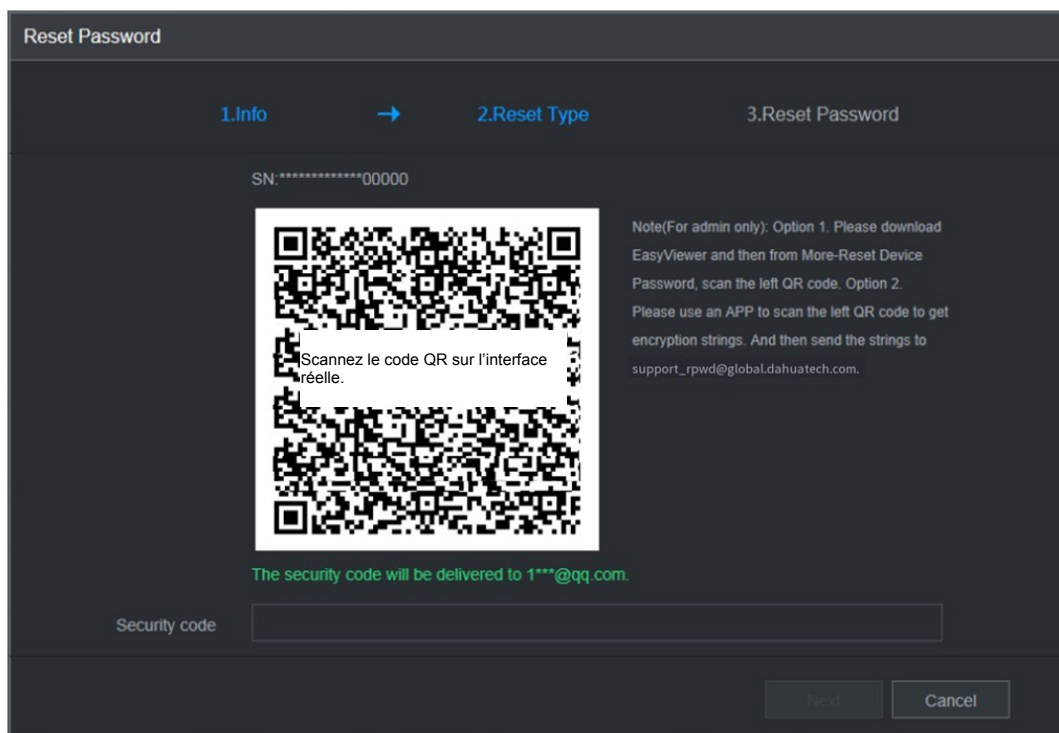 Reset Password
1.Info → 2.Reset Type 3.Reset Password
SN:*************00000
Note(For admin only): Option 1. Please download
EasyViewer and then from More-Reset Device
Password, scan the left QR code. Option 2.
Please use an APP to scan the left QR code to get
encryption strings. And then send the strings to
support_rpwd@global.dahuatech.com.
Scannez le code QR sur l’interface
réelle.
The security code will be delivered to 1***@qq.com.
Security code
Next Cancel